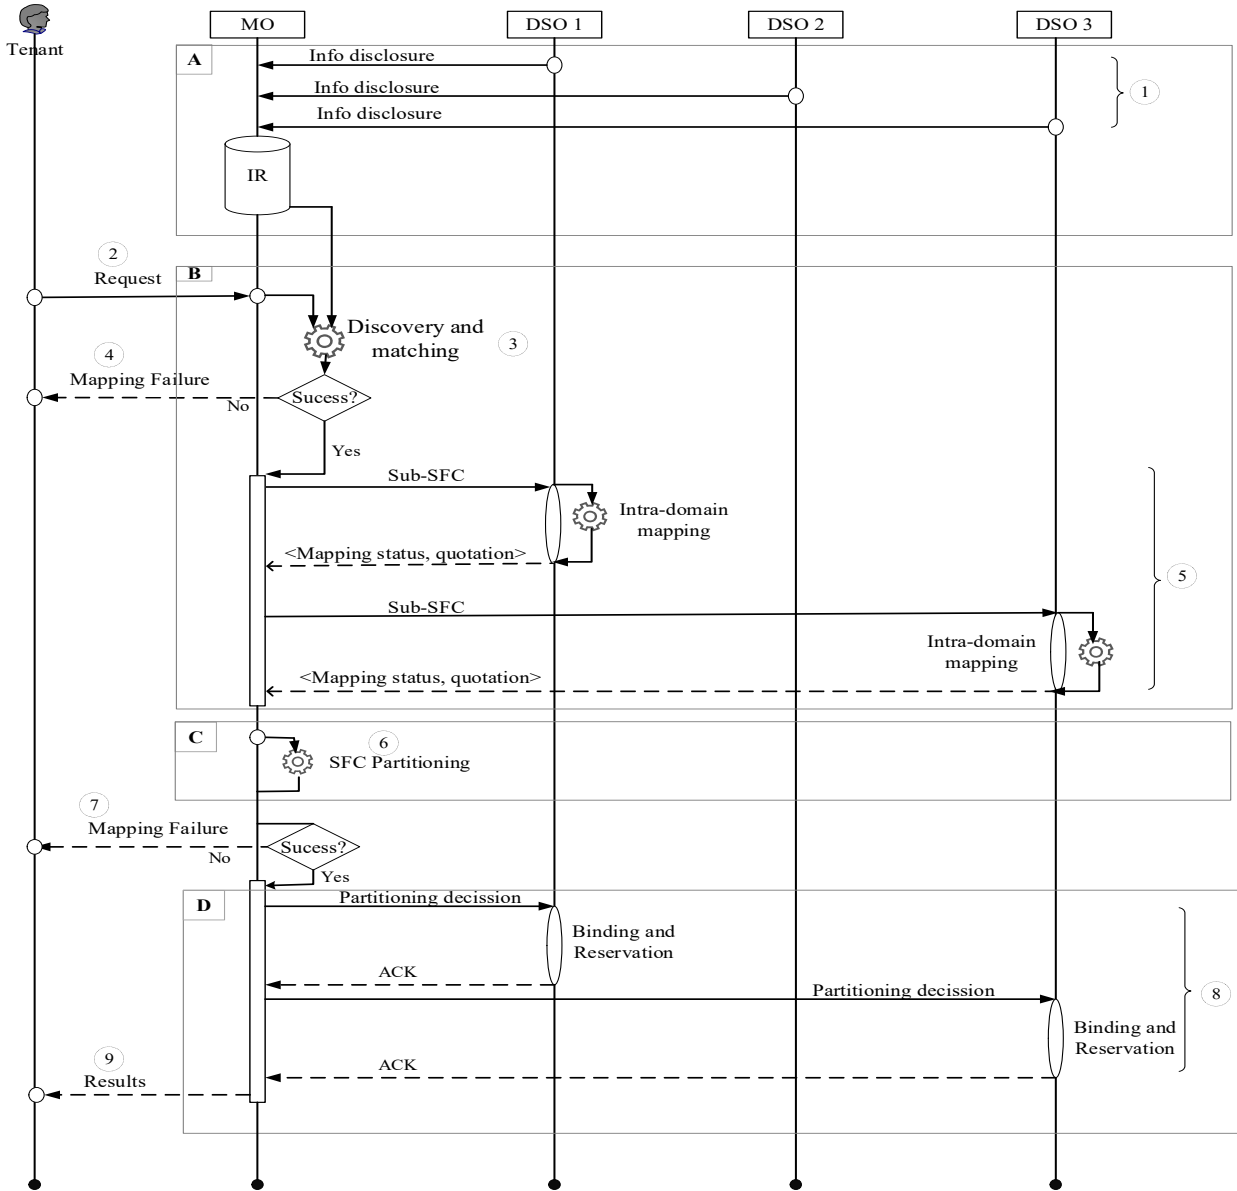 Tenant
MO
DSO 1
DSO 2
DSO 3
A
Info disclosure
Info disclosure
Info disclosure
1
IR
2
Request
B
Discovery and
matching
3
4
Mapping Failure
No
Sucess?
Yes
Sub-SFC
Intra-domain
mapping
<Mapping status, quotation>
5
Sub-SFC
Intra-domain
mapping
<Mapping status, quotation>
C
6
SFC Partitioning
7
Mapping Failure
No
Sucess?
Yes
D
Partitioning decission
Binding and
Reservation
ACK
Partitioning decission
8
Binding and
Reservation
ACK
9
Results